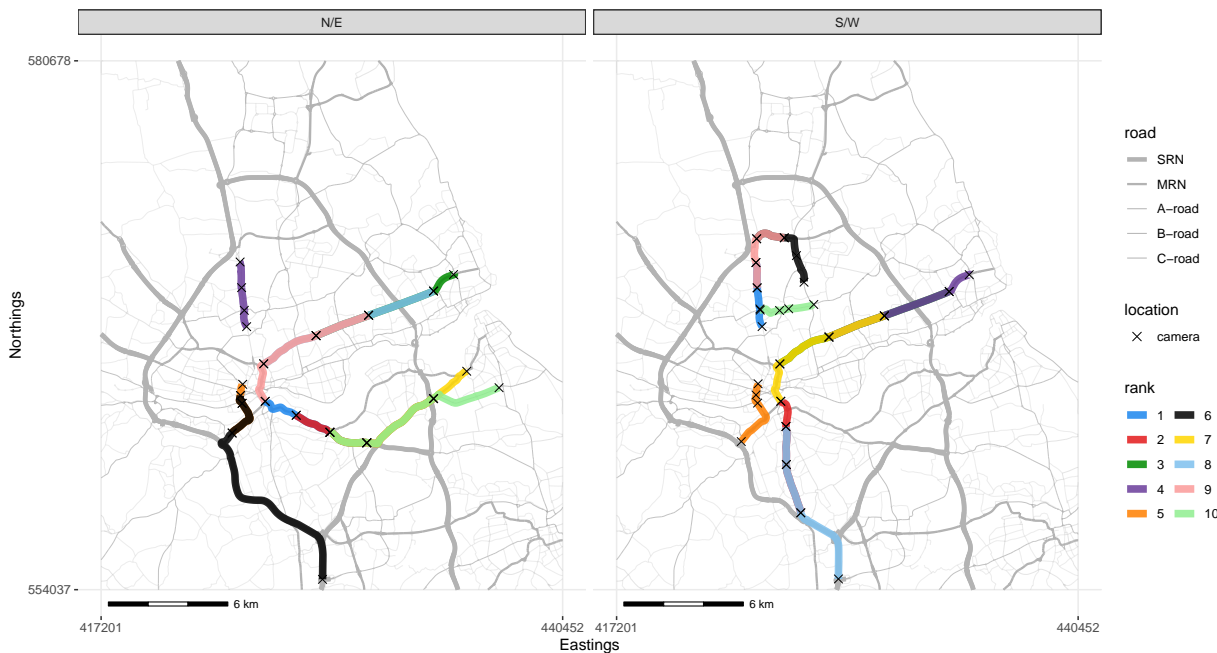 N/E
S/W
580678
Northings
554037
6 km
6 km
417201
440452
417201
440452
Eastings
road
SRN
MRN
A−road
B−road
C−road
location
camera
rank
1
6
2
7
3
8
4
9
5
10